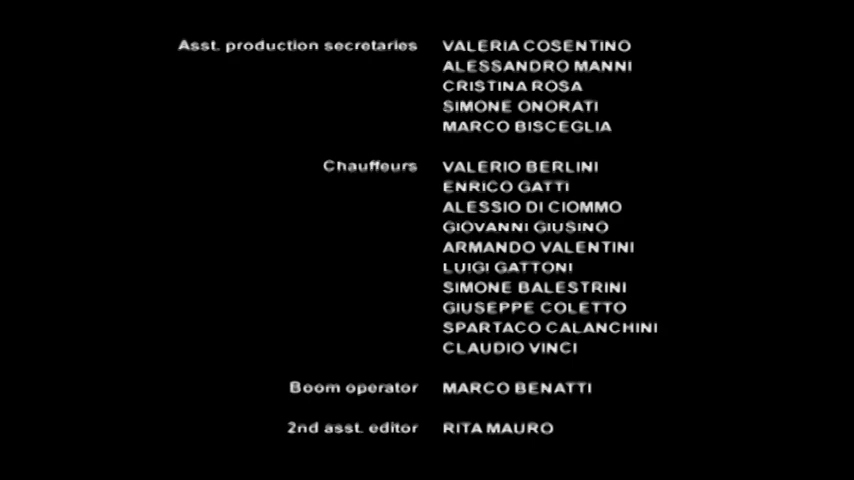 Asst. production secretaries VALERIA COSENTINO
ALESSANDRO MANNI
CRISTINA ROSA
SIMONE ONORATI
MARCO BISCEGLIA
Chauffeurs VALERIO BERLINI
ENRICO GATTI
ALESSIO DI CIOMMO
GIOVANNI GIUSINO
ARMANDO VALENTINI
LUIGI GATTONI
SIMONE BALESTRINI
GIUSEPPE COLETTO
SPARTACO CALANCHINI
CLAUDIO VINCI
Boom operator MARCO BENATTI
2nd asst. editor RITA MAURO